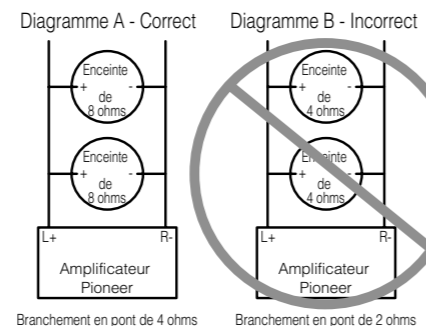 Diagramme A - Correct
Enceinte
+ -
de
8 ohms
Enceinte
+ -
de
8 ohms
L+ R-
Amplificateur
Pioneer
Branchement en pont de 4 ohms
Diagramme B - Incorrect
Enceinte
+ -
de
4 ohms
Enceinte
+ -
de
4 ohms
L+ R-
Amplificateur
Pioneer
Branchement en pont de 2 ohms